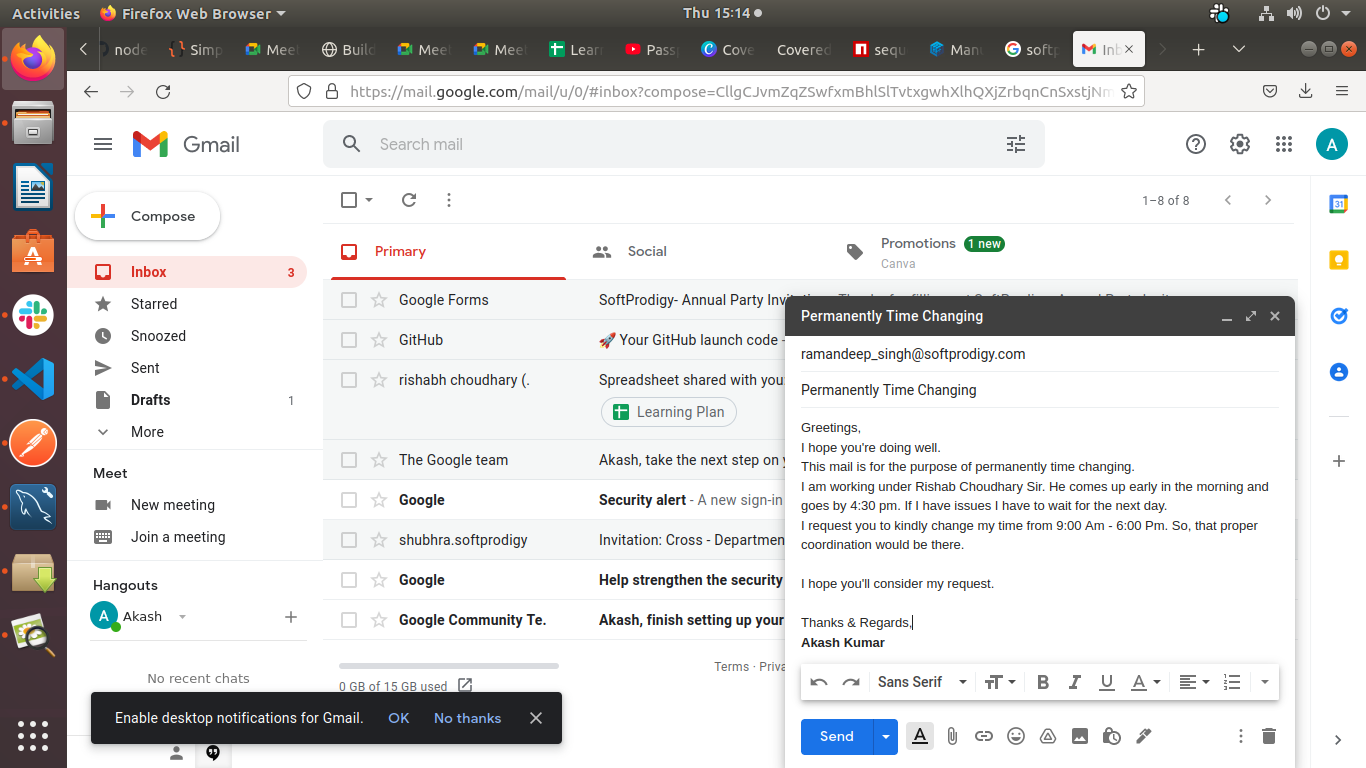 Activities Firefox Web Browser Thu 15:14
node Simp Meet Build Meet Meet Learn Pass Cove Covered sequ Manu softp Inb
https://mail.google.com/mail/u/0/#inbox?compose=CllgCJvmZqZSwfxmBhlSlTvtxgwhXlhQXjZrbqnCnSxstjNm
Gmail Search mail A
Compose 1–8 of 8
Primary Social Promotions 1 new
Canva
Inbox 3
Starred
Snoozed
Sent
Drafts 1
More
Meet
New meeting
Join a meeting
Hangouts
A Akash
No recent chats
Google Forms SoftProdigy- Annual Party Invitation
GitHub 🚀 Your GitHub launch code -
rishabh choudhary (. Spreadsheet shared with you:
Learning Plan
The Google team Akash, take the next step on y
Google Security alert - A new sign-in
shubhra.softprodigy Invitation: Cross - Departmen
Google Help strengthen the security
Google Community Te. Akash, finish setting up your
Terms · Priva
0 GB of 15 GB used
Permanently Time Changing
ramandeep_singh@softprodigy.com
Permanently Time Changing
Greetings,
I hope you're doing well.
This mail is for the purpose of permanently time changing.
I am working under Rishab Choudhary Sir. He comes up early in the morning and
goes by 4:30 pm. If I have issues I have to wait for the next day.
I request you to kindly change my time from 9:00 Am - 6:00 Pm. So, that proper
coordination would be there.
I hope you'll consider my request.
Thanks & Regards,
Akash Kumar
Sans Serif
Send
Enable desktop notifications for Gmail. OK No thanks
31